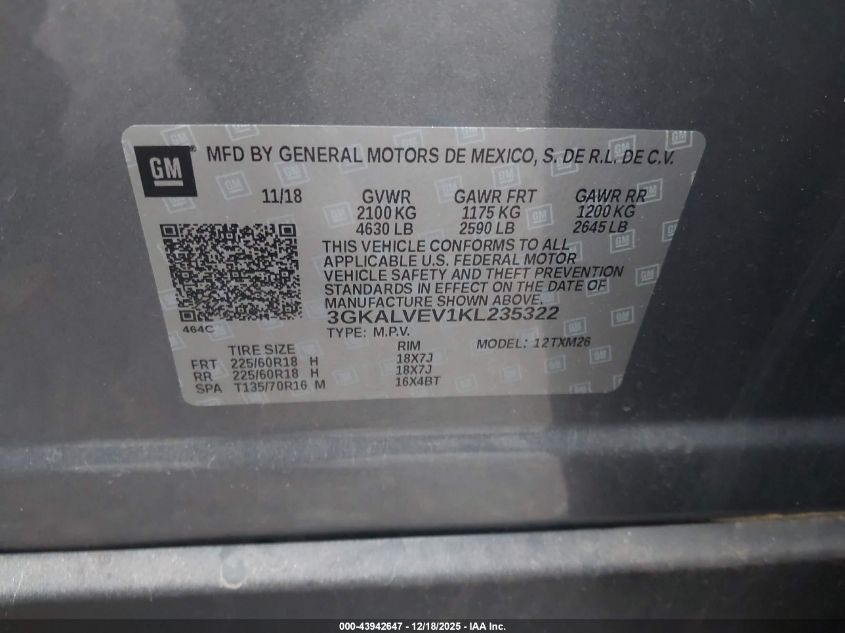 GM ® MFD BY GENERAL MOTORS DE MEXICO, S. DE R.L. DE C.V.
11/18 GVWR GAWR FRT GAWR RR
2100 KG 1175 KG 1200 KG
4630 LB 2590 LB 2645 LB
THIS VEHICLE CONFORMS TO ALL
APPLICABLE U.S. FEDERAL MOTOR
VEHICLE SAFETY AND THEFT PREVENTION
STANDARDS IN EFFECT ON THE DATE OF
MANUFACTURE SHOWN ABOVE.
464C 3GKALVEV1KL235322
TYPE: M.P.V. MODEL: 12TXM26
TIRE SIZE RIM
FRT 225/60R18 H 18X7J
RR 225/60R18 H 18X7J
SPA T135/70R16 M 16X4BT
000-43942647 - 12/18/2025 - IAA Inc.